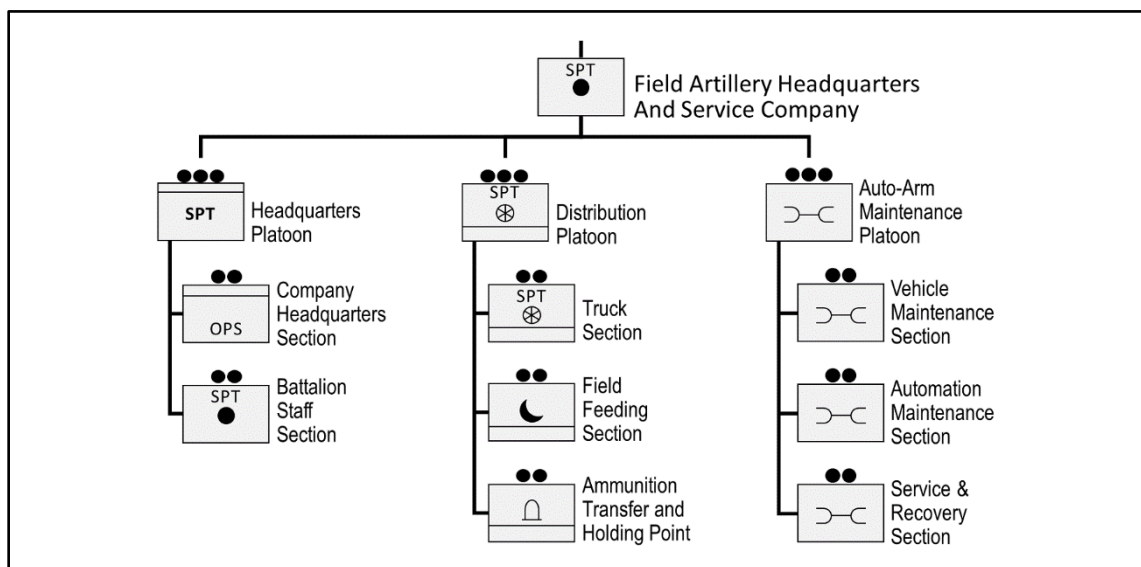 SPT
Field Artillery Headquarters
And Service Company
SPT
Headquarters
Platoon
OPS
Company
Headquarters
Section
SPT
Battalion
Staff
Section
SPT
Distribution
Platoon
SPT
Truck
Section
Field
Feeding
Section
Ammunition
Transfer and
Holding Point
Auto-Arm
Maintenance
Platoon
Vehicle
Maintenance
Section
Automation
Maintenance
Section
Service &
Recovery
Section